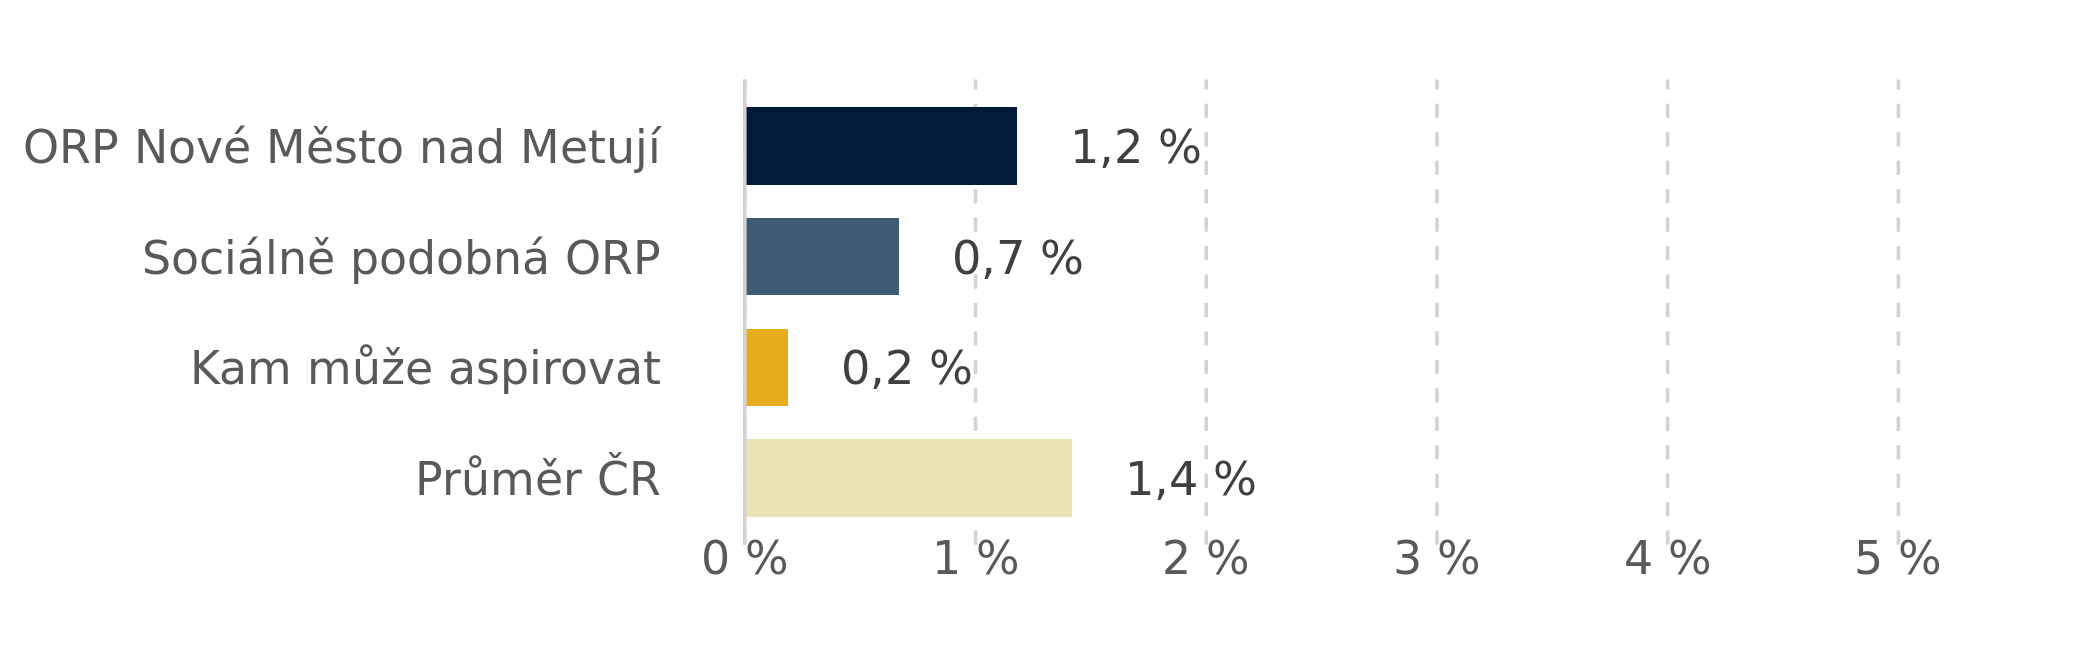 ORP Nové Město nad Metují 1,2 %
Sociálně podobná ORP 0,7 %
Kam může aspirovat 0,2 %
Průměr ČR 1,4 %
0 % 1 % 2 % 3 % 4 % 5 %